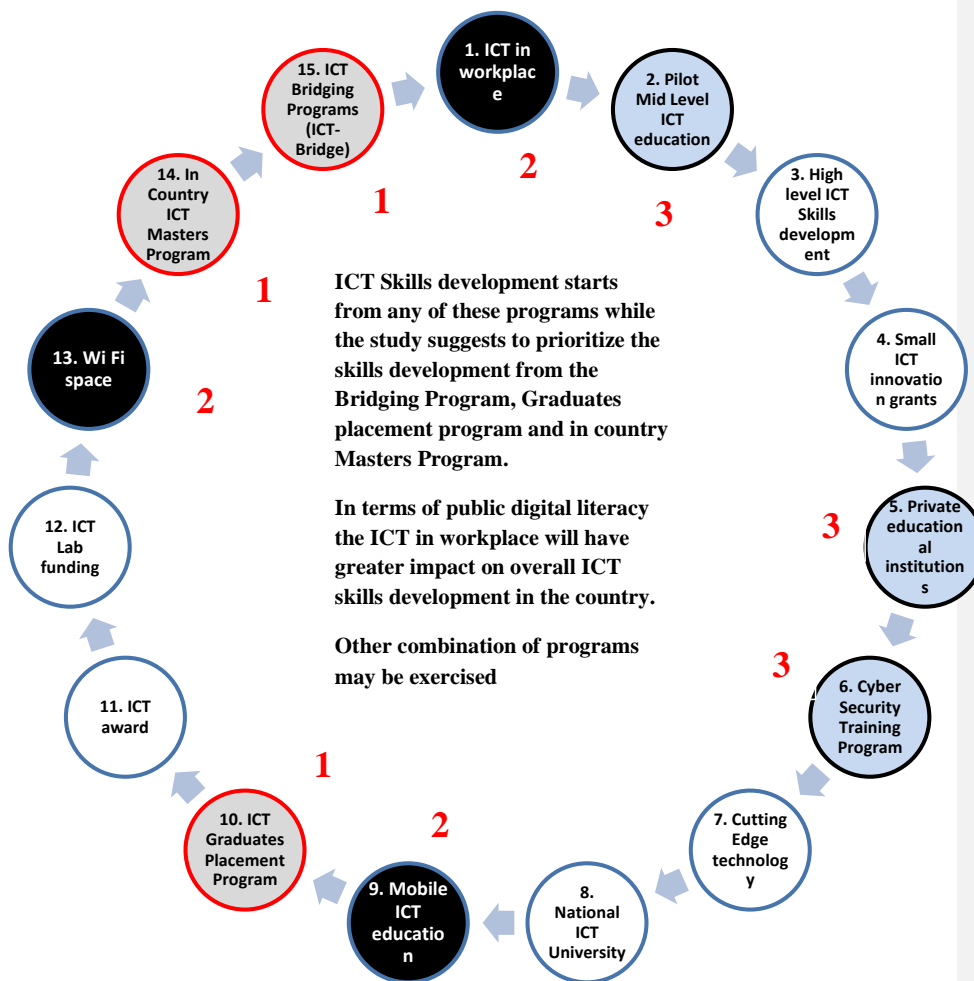 1. ICT in
workplac
e
2. Pilot
Mid Level
ICT
education
3. High
level ICT
Skills
developm
ent
4. Small
ICT
innovatio
n grants
5. Private
education
al
institution
s
6. Cyber
Security
Training
Program
7. Cutting
Edge
technolog
y
8.
National
ICT
University
9. Mobile
ICT
educatio
n
10. ICT
Graduates
Placement
Program
11. ICT
award
12. ICT
Lab
funding
13. Wi Fi
space
14. In
Country
ICT
Masters
Program
15. ICT
Bridging
Programs
(ICT-
Bridge)
2
3
3
3
2
1
2
1
1
ICT Skills development starts
from any of these programs while
the study suggests to prioritize the
skills development from the
Bridging Program, Graduates
placement program and in country
Masters Program.
In terms of public digital literacy
the ICT in workplace will have
greater impact on overall ICT
skills development in the country.
Other combination of programs
may be exercised